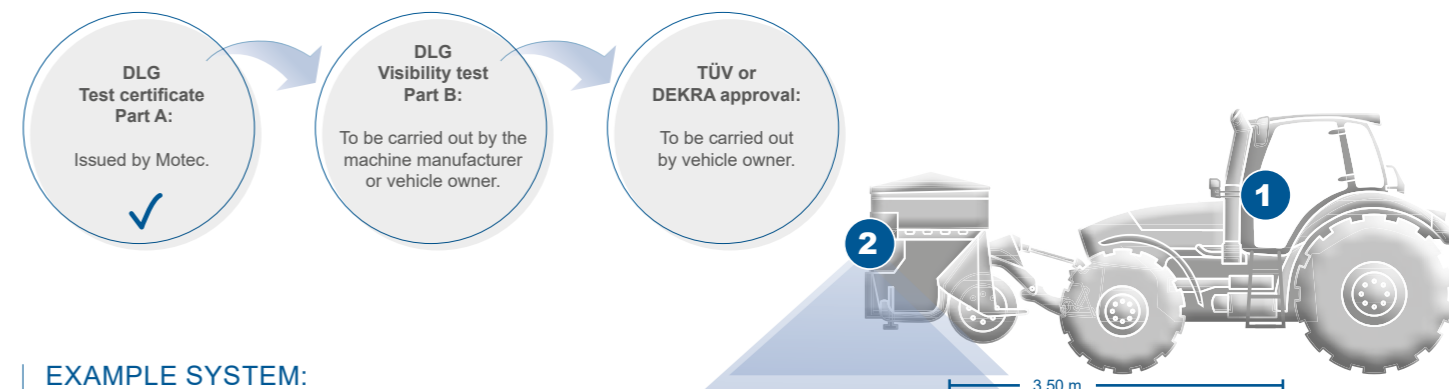 DLG
Test certificate
Part A:
Issued by Motec.
DLG
Visibility test
Part B:
To be carried out by the
machine manufacturer
or vehicle owner.
TÜV or
DEKRA approval:
To be carried out
by vehicle owner.
1
2
3,50 m
EXAMPLE SYSTEM: